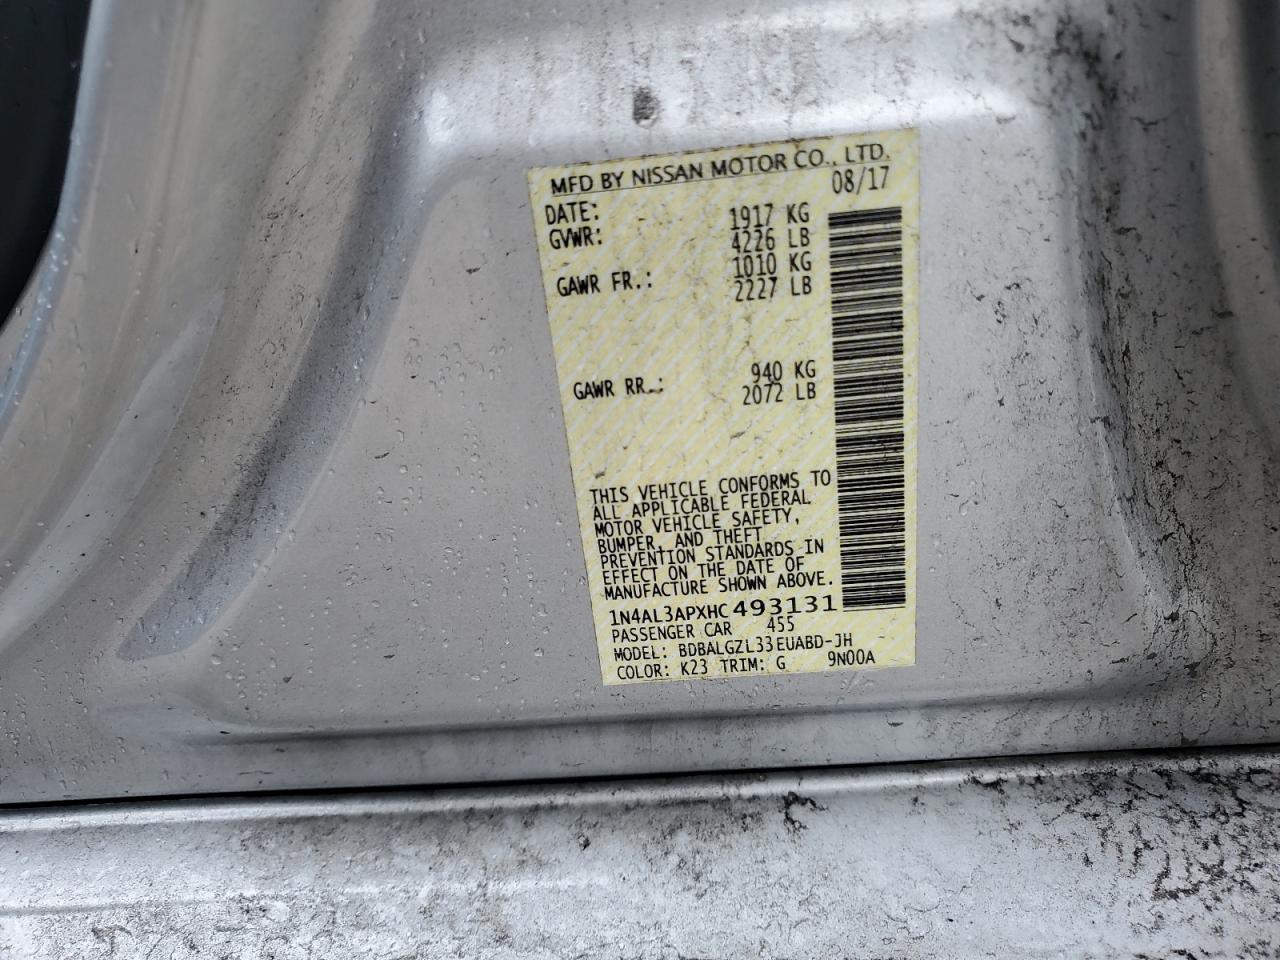 MFD BY NISSAN MOTOR CO., LTD.
DATE: 08/17
GVWR: 1917 KG
4226 LB
GAWR FR.: 1010 KG
2227 LB
GAWR RR.: 940 KG
2072 LB
THIS VEHICLE CONFORMS TO
ALL APPLICABLE FEDERAL
MOTOR VEHICLE SAFETY,
BUMPER, AND THEFT
PREVENTION STANDARDS IN
EFFECT ON THE DATE OF
MANUFACTURE SHOWN ABOVE.
1N4AL3APXHC493131
PASSENGER CAR 455
MODEL: BDBALGZL33EUABD-JH
COLOR: K23 TRIM: G 9N00A